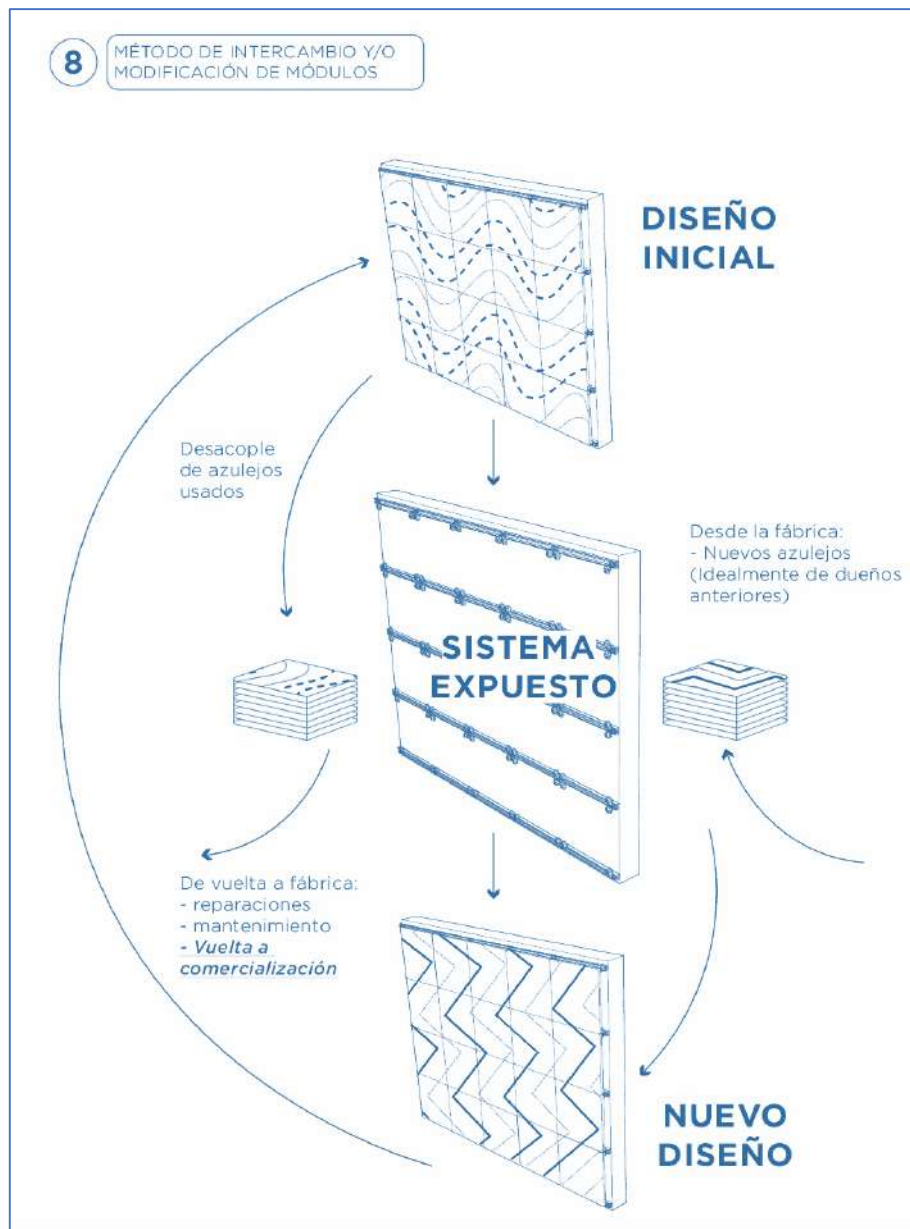 8
MÉTODO DE INTERCAMBIO Y/O
MODIFICACIÓN DE MÓDULOS
DISEÑO
INICIAL
Desacople
de azulejos
usados
Desde la fábrica:
- Nuevos azulejos
(Idealmente de dueños
anteriores)
SISTEMA
EXPUESTO
De vuelta a fábrica:
- reparaciones
- mantenimiento
- Vuelta a
comercialización
NUEVO
DISEÑO